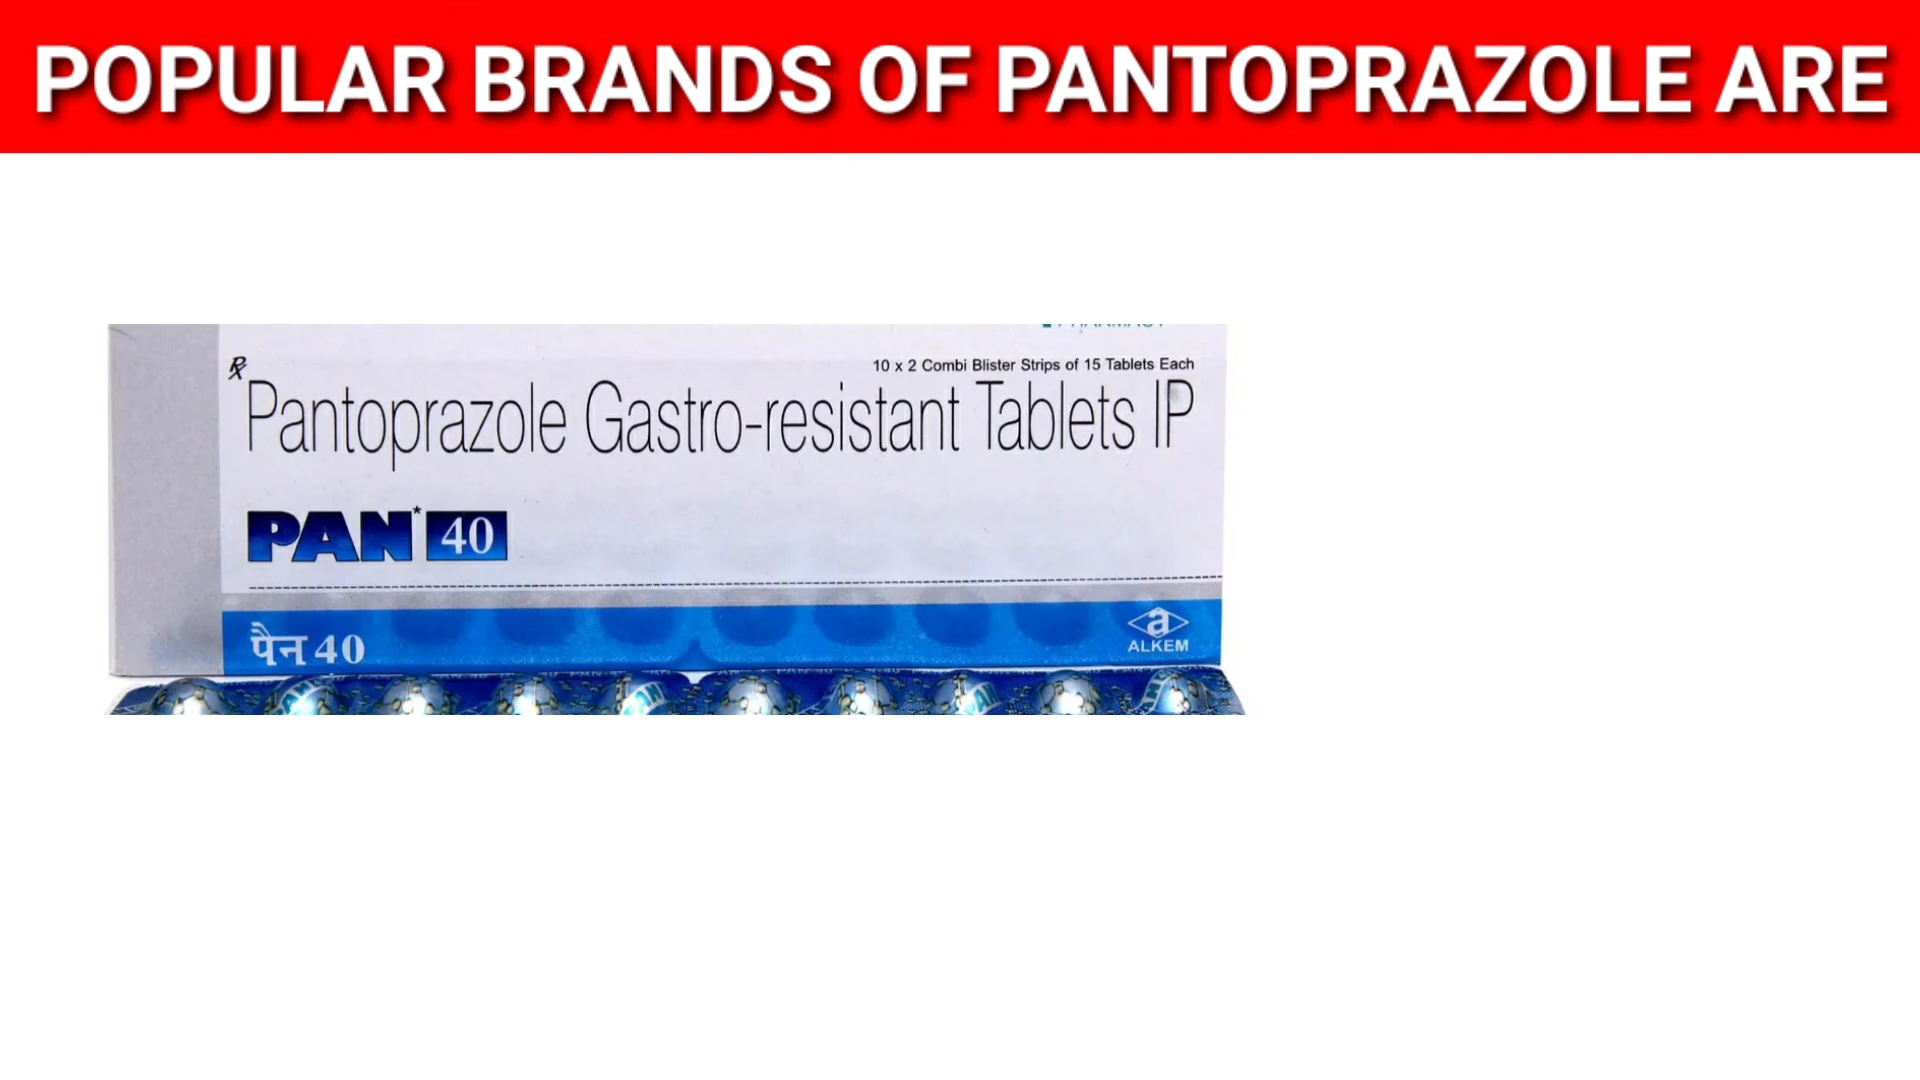 POPULAR BRANDS OF PANTOPRAZOLE ARE
Rx
10 x 2 Combi Blister Strips of 15 Tablets Each
Pantoprazole Gastro-resistant Tablets IP
PAN* 40
पैन 40
a
ALKEM